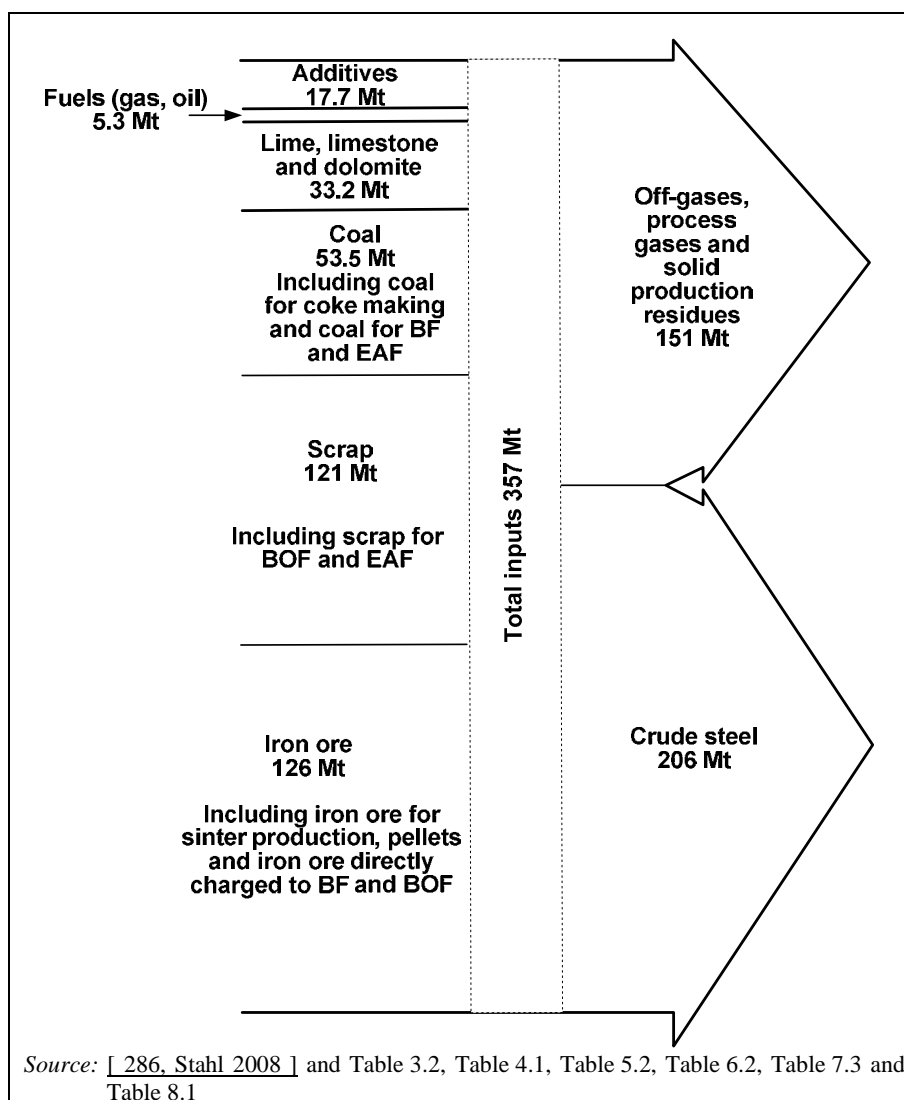 Additives
17.7 Mt
Fuels (gas, oil)
5.3 Mt
Lime, limestone
and dolomite
33.2 Mt
Coal
53.5 Mt
Including coal
for coke making
and coal for BF
and EAF
Scrap
121 Mt
Including scrap for
BOF and EAF
Iron ore
126 Mt
Including iron ore for
sinter production, pellets
and iron ore directly
charged to BF and BOF
Total inputs 357 Mt
Off-gases,
process
gases and
solid
production
residues
151 Mt
Crude steel
206 Mt
Source: [ 286, Stahl 2008 ] and Table 3.2, Table 4.1, Table 5.2, Table 6.2, Table 7.3 and
Table 8.1